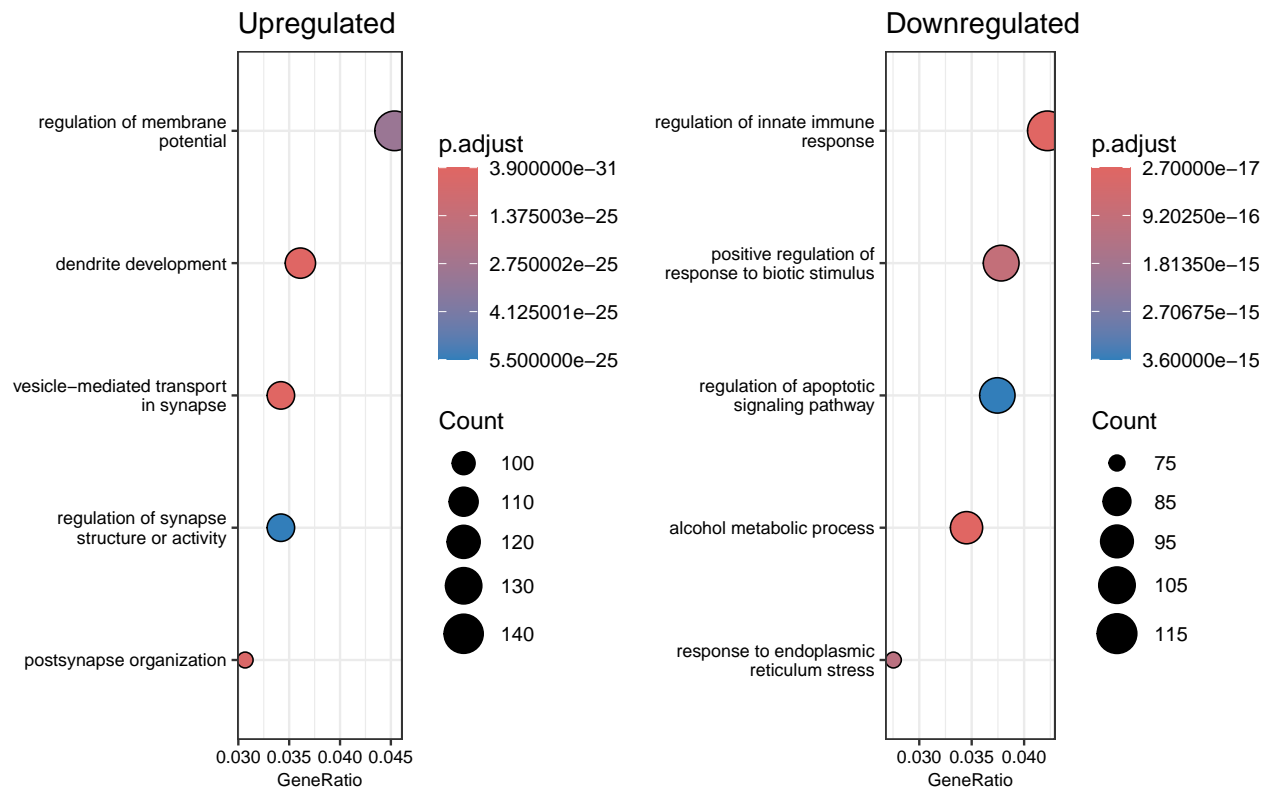 Upregulated
regulation of membrane
potential
dendrite development
vesicle−mediated transport
in synapse
regulation of synapse
structure or activity
postsynapse organization
0.030 0.035 0.040 0.045
GeneRatio
p.adjust
3.900000e−31
1.375003e−25
2.750002e−25
4.125001e−25
5.500000e−25
Count
100
110
120
130
140
Downregulated
regulation of innate immune
response
positive regulation of
response to biotic stimulus
regulation of apoptotic
signaling pathway
alcohol metabolic process
response to endoplasmic
reticulum stress
0.030 0.035 0.040
GeneRatio
p.adjust
2.70000e−17
9.20250e−16
1.81350e−15
2.70675e−15
3.60000e−15
Count
75
85
95
105
115